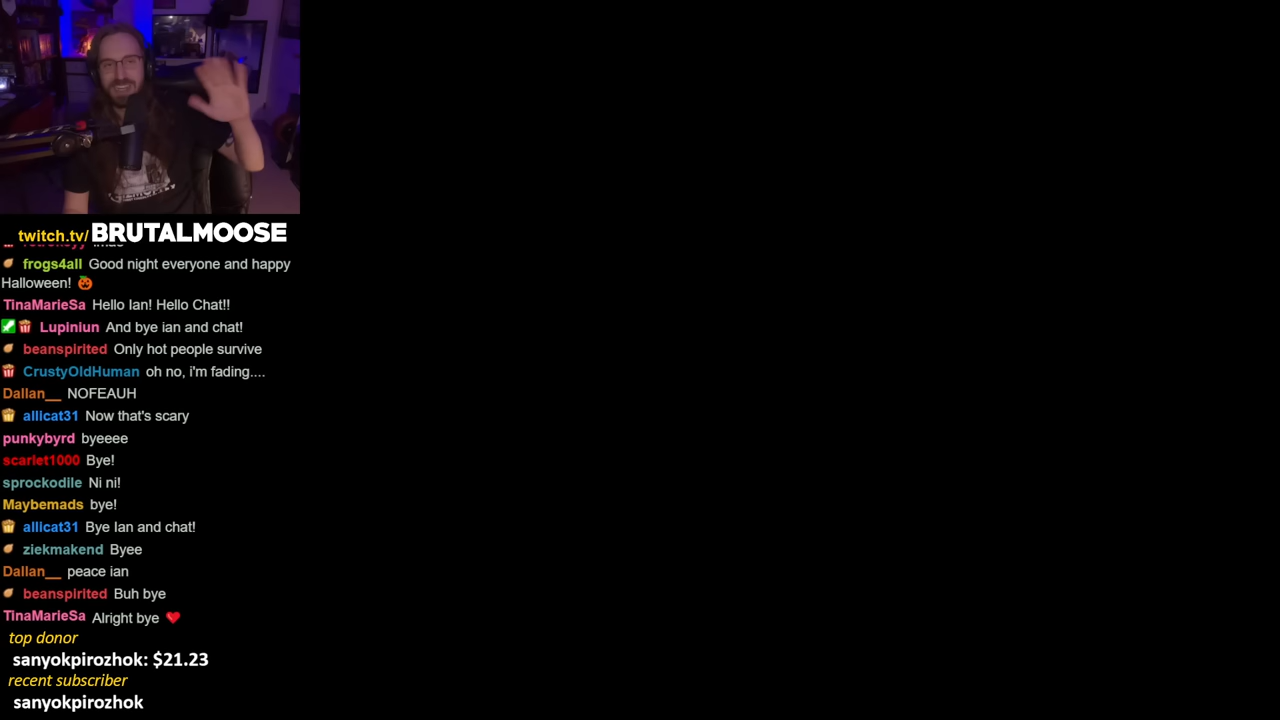 twitch.tv/BRUTALMOOSE
frogs4all Good night everyone and happy
Halloween!
TinaMarieSa Hello Ian! Hello Chat!!
Lupiniun And bye ian and chat!
beanspirited Only hot people survive
CrustyOldHuman oh no, i'm fading....
Dallan__ NOFEAUH
allicat31 Now that's scary
punkybyrd byeeee
scarlet1000 Bye!
sprockodile Ni ni!
Maybemads bye!
allicat31 Bye Ian and chat!
ziekmakend Byee
Dallan__ peace ian
beanspirited Buh bye
TinaMarieSa Alright bye
top donor
sanyokpirozhok: $21.23
recent subscriber
sanyokpirozhok